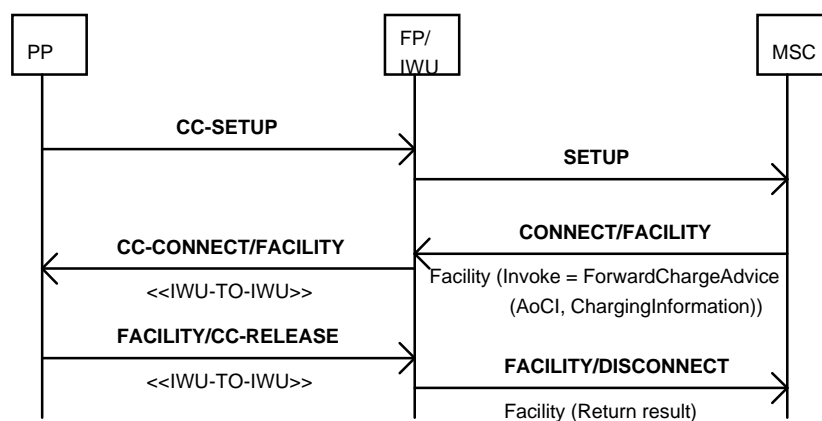 PP
FP/
IWU
MSC
CC-SETUP
SETUP
CONNECT/FACILITY
CC-CONNECT/FACILITY
Facility (Invoke = ForwardChargeAdvice
(AoCI, ChargingInformation))
<<IWU-TO-IWU>>
FACILITY/CC-RELEASE
FACILITY/DISCONNECT
<<IWU-TO-IWU>>
Facility (Return result)